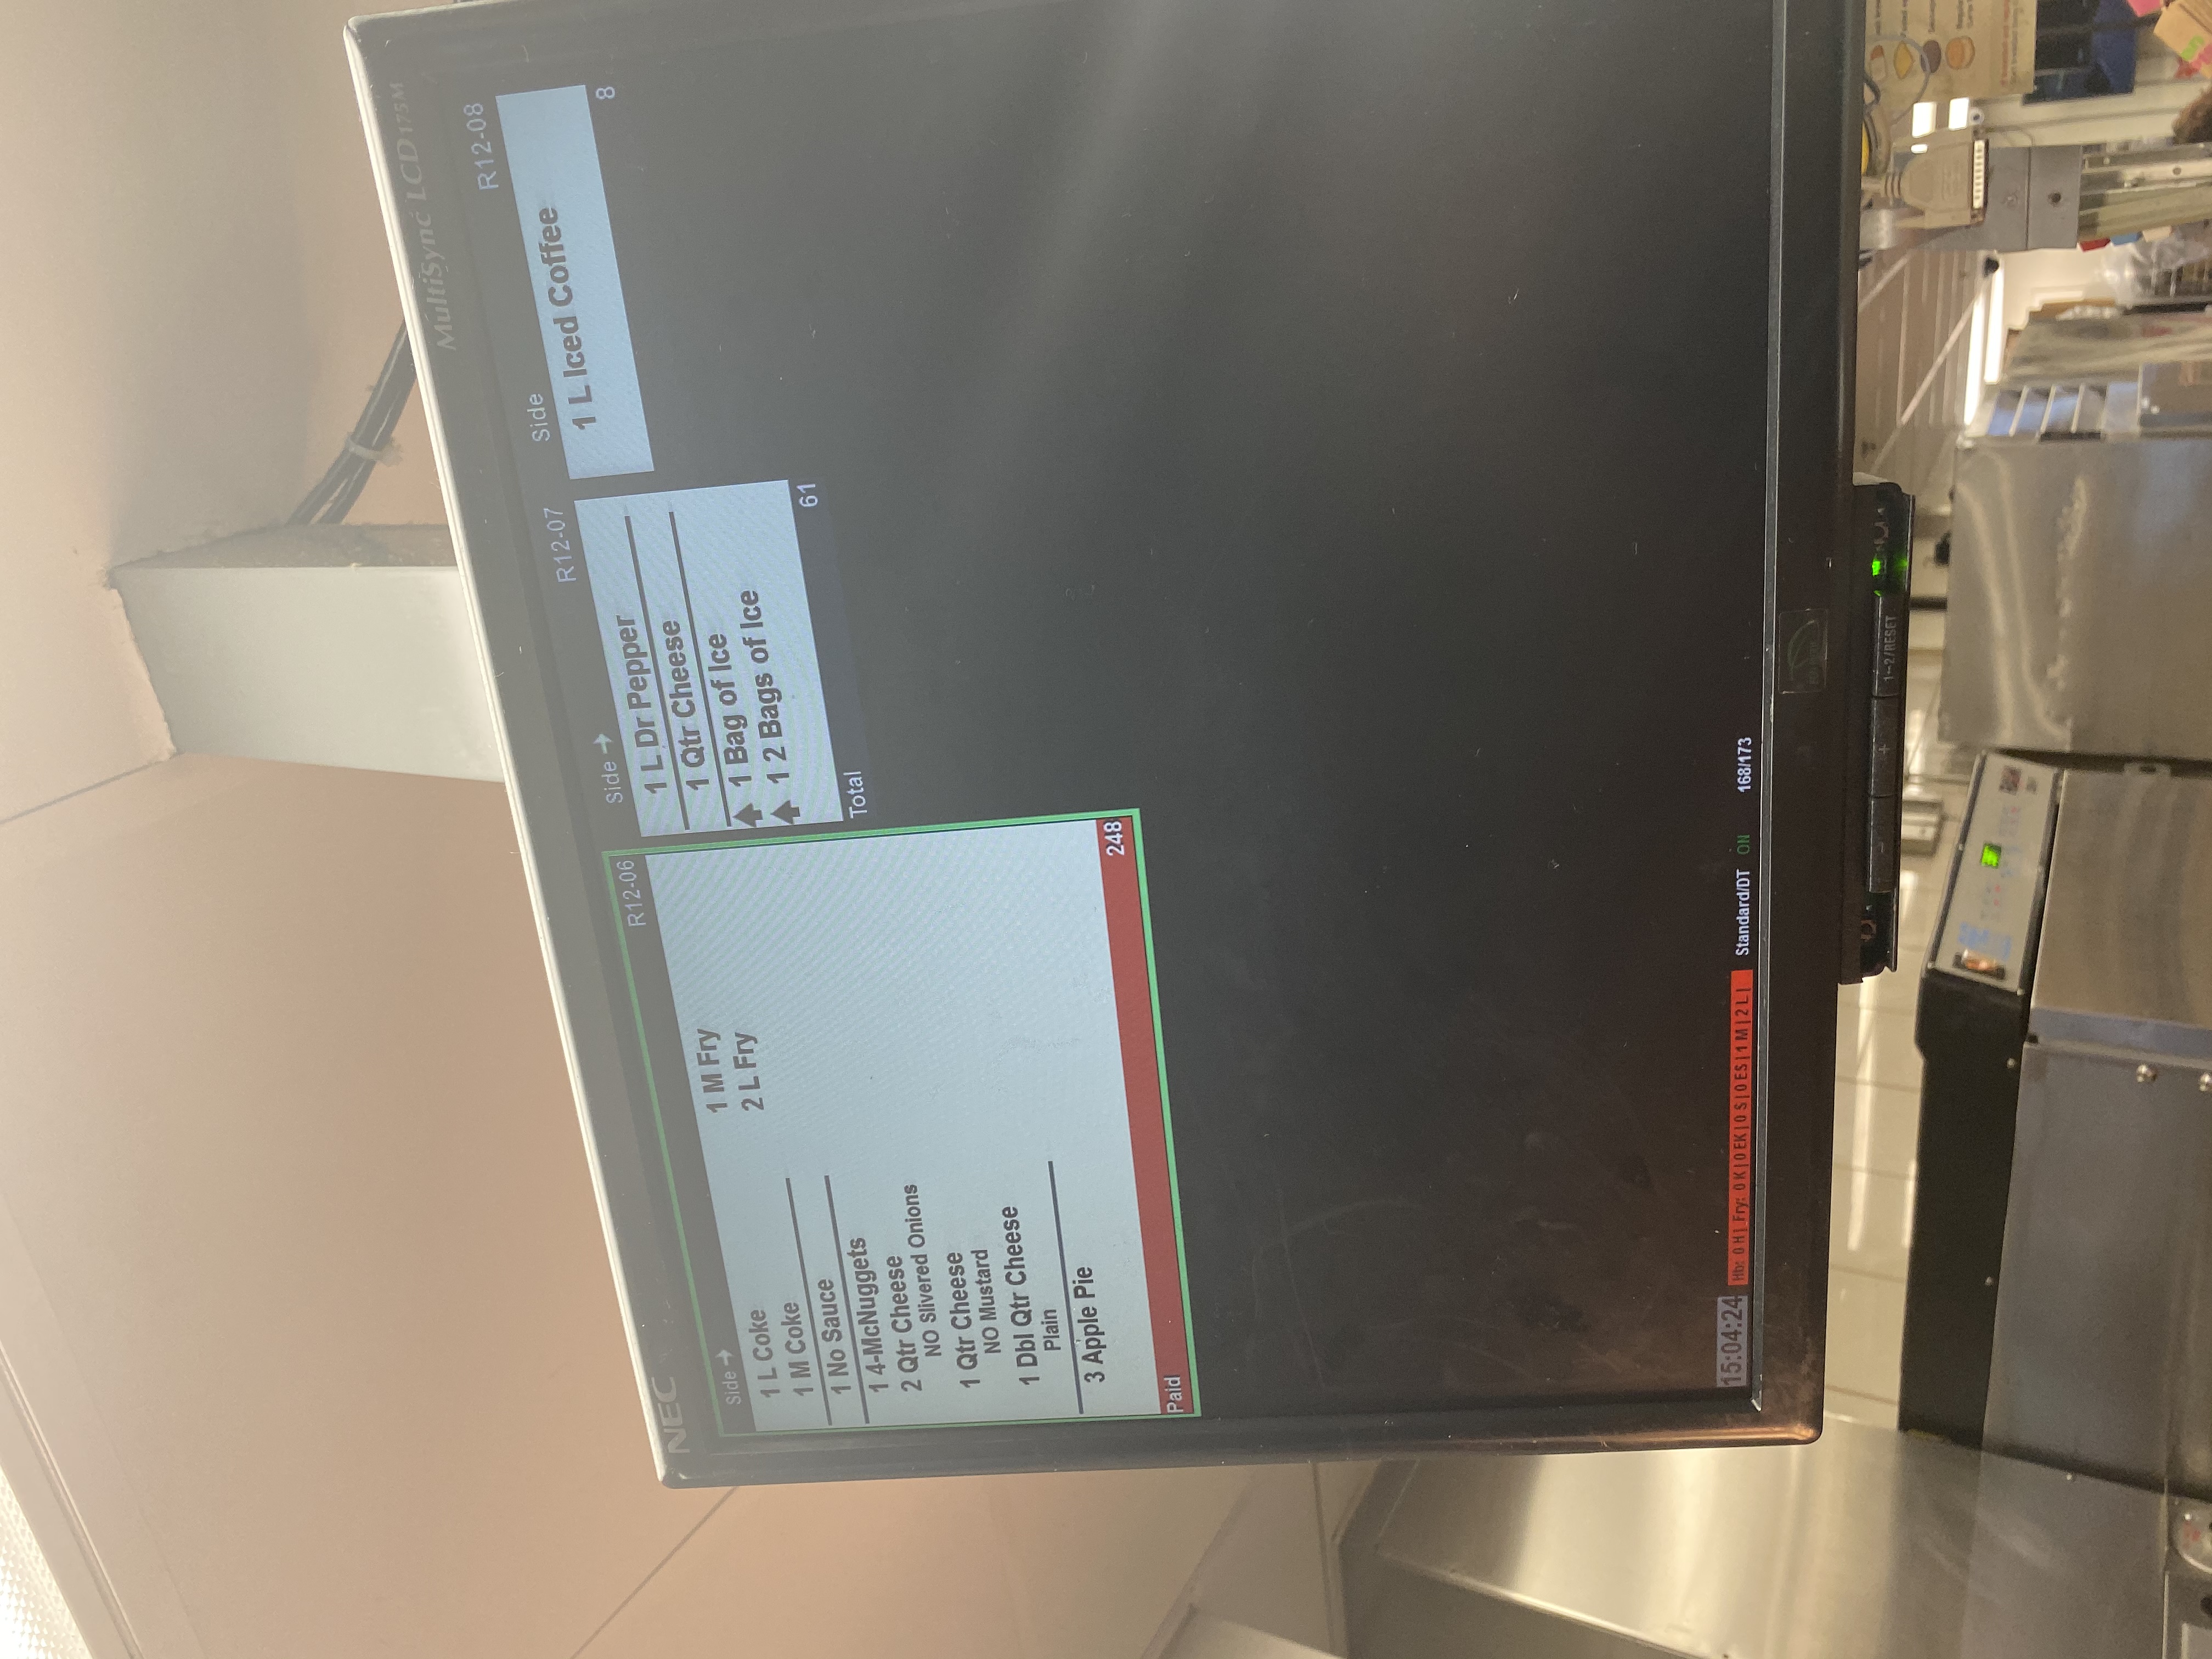 MultiSync LCD 175M
NEC
Side → R12-06
1 L Coke
1 M Coke
1 No Sauce
1 4-McNuggets
2 Qtr Cheese
NO Slivered Onions
1 Qtr Cheese
NO Mustard
1 Dbl Qtr Cheese
Plain
3 Apple Pie
1 M Fry
2 L Fry
248
Paid
Side → R12-07
1 L Dr Pepper
1 Qtr Cheese
1 Bag of Ice
1 2 Bags of Ice
61
Total
Side R12-08
1 L Iced Coffee
8
15:04:24 Hb: 0 H | Fry: 0 K | 0 EK | 0 S | 0 ES | 1 M | 2 L | Standard/DT ON 168/173
- + 1-2/RESET